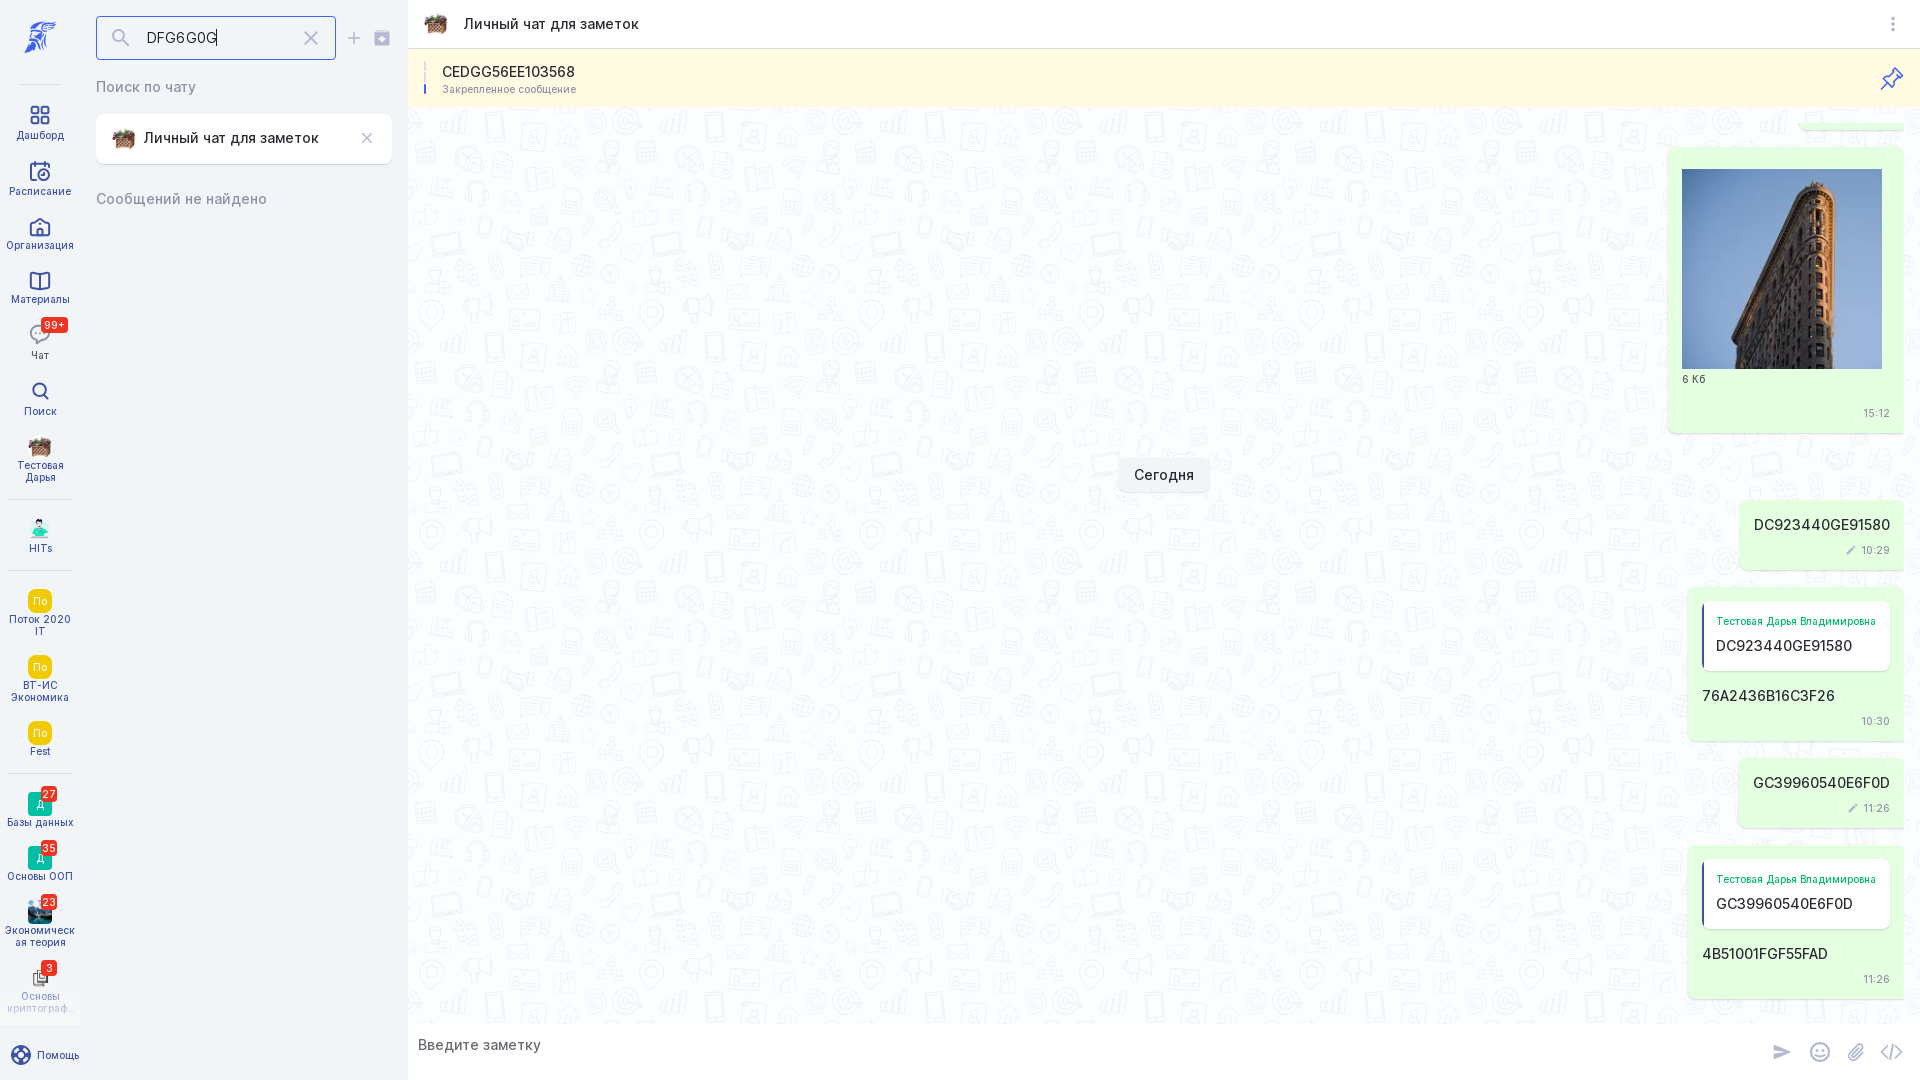 DFG6G0G
Поиск по чату
Личный чат для заметок
Сообщений не найдено
Дашборд
Расписание
Организация
Материалы
99+
Чат
Поиск
Тестовая
Дарья
HITs
По
Поток 2020
IT
По
ВТ-ИС
Экономика
По
Fest
27
Д
Базы данных
35
Д
Основы ООП
23
Экономическ
ая теория
3
Основы
криптограф...
Помощь
Личный чат для заметок
CEDGG56EE103568
Закрепленное сообщение
6 Кб
15:12
Сегодня
DC923440GE91580
10:29
Тестовая Дарья Владимировна
DC923440GE91580
76A2436B16C3F26
10:30
GC39960540E6F0D
11:26
Тестовая Дарья Владимировна
GC39960540E6F0D
4B51001FGF55FAD
11:26
Введите заметку